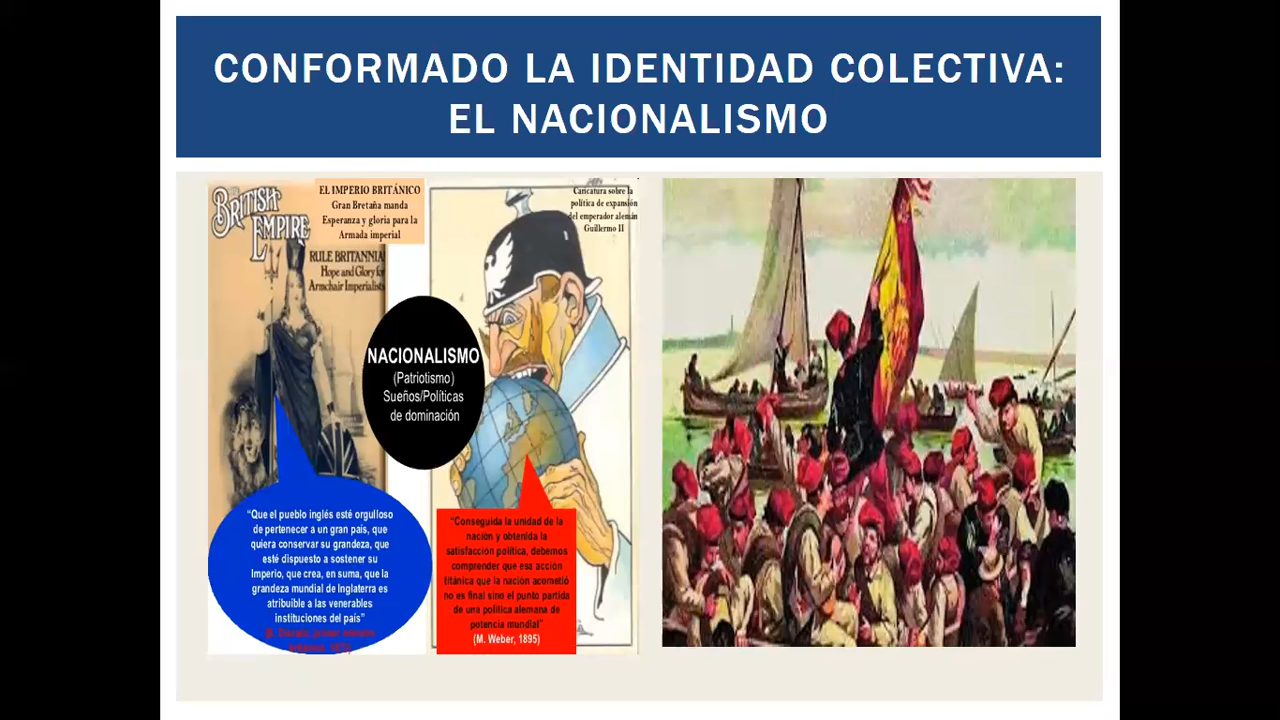 CONFORMADO LA IDENTIDAD COLECTIVA:
EL NACIONALISMO
BRITISH
EMPIRE
EL IMPERIO BRITÁNICO
Gran Bretaña manda
Esperanza y gloria para la
Armada imperial
RULE BRITANNIA
Hope and Glory for
Armchair Imperialists
Caricatura sobre la
política de expansión
del emperador alemán
Guillermo II
NACIONALISMO
(Patriotismo)
Sueños/Políticas
de dominación
“Que el pueblo inglés esté orgulloso
de pertenecer a un gran país, que
quiera conservar su grandeza, que
esté dispuesto a sostener su
Imperio, que crea, en suma, que la
grandeza mundial de Inglaterra es
atribuible a las venerables
instituciones del país”
“Conseguida la unidad de la
nación y obtenida la
satisfacción política, debemos
comprender que esa acción
titánica que la nación acometió
no es final sino el punto partida
de una política alemana de
potencia mundial”
(M. Weber, 1895)